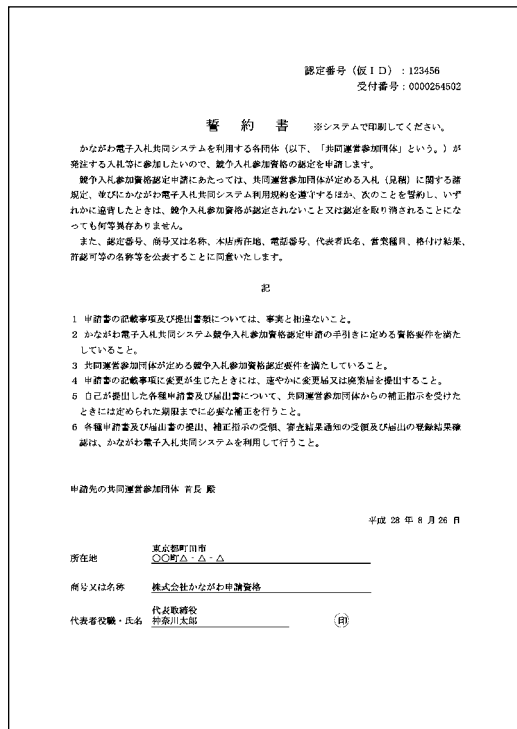 認定番号（仮ＩＤ）：123456
受付番号：0000254502
誓 約 書 ※システムで印刷してください。
かながわ電子入札共同システムを利用する各団体（以下、「共同運営参加団体」という。）が
発注する入札等に参加したいので、競争入札参加資格の認定を申請します。
競争入札参加資格認定申請にあたっては、共同運営参加団体が定める入札（見積）に関する諸
規定、並びにかながわ電子入札共同システム利用規約を遵守するほか、次のことを誓約し、いず
れかに違背したときは、競争入札参加資格が認定されないこと又は認定を取り消されることにな
っても何等異存ありません。
また、認定番号、商号又は名称、本店所在地、電話番号、代表者氏名、営業種目、格付け結果、
許認可等の名称等を公表することに同意いたします。
記
1 申請書の記載事項及び提出書類については、事実と相違ないこと。
2 かながわ電子入札共同システム競争入札参加資格認定申請の手引きに定める資格要件を満た
していること。
3 共同運営参加団体が定める競争入札参加資格認定要件を満たしていること。
4 申請書の記載事項に変更が生じたときには、速やかに変更届又は廃業届を提出すること。
5 自己が提出した各種申請書及び届出書について、共同運営参加団体からの補正指示を受けた
ときには定められた期限までに必要な補正を行うこと。
6 各種申請書及び届出書の提出、補正指示の受領、審査結果通知の受領及び届出の登録結果確
認は、かながわ電子入札共同システムを利用して行うこと。
申請先の共同運営参加団体 首長 殿
平成 28 年 8 月 26 日
東京都町田市
所在地 〇〇町△‐△‐△
商号又は名称 株式会社かながわ申請資格
代表取締役
代表者役職・氏名 神奈川太郎 印